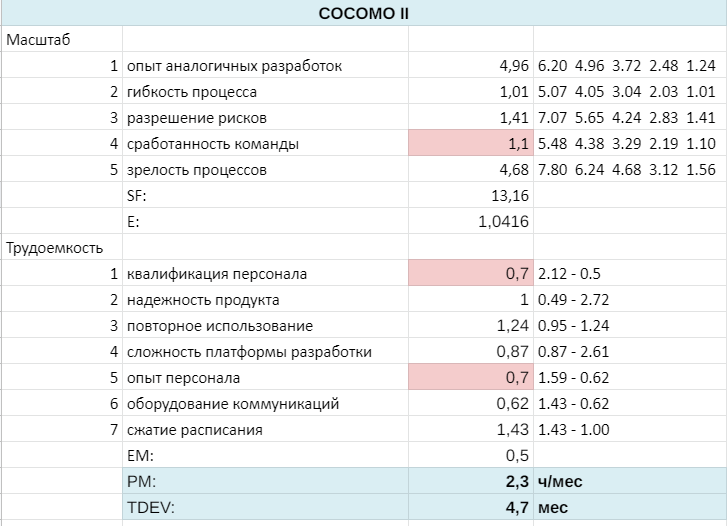 COCOMO II
Масштаб
1 опыт аналогичных разработок 4,96 6.20 4.96 3.72 2.48 1.24
2 гибкость процесса 1,01 5.07 4.05 3.04 2.03 1.01
3 разрешение рисков 1,41 7.07 5.65 4.24 2.83 1.41
4 сработанность команды 1,1 5.48 4.38 3.29 2.19 1.10
5 зрелость процессов 4,68 7.80 6.24 4.68 3.12 1.56
SF: 13,16
E: 1,0416
Трудоемкость
1 квалификация персонала 0,7 2.12 - 0.5
2 надежность продукта 1 0.49 - 2.72
3 повторное использование 1,24 0.95 - 1.24
4 сложность платформы разработки 0,87 0.87 - 2.61
5 опыт персонала 0,7 1.59 - 0.62
6 оборудование коммуникаций 0,62 1.43 - 0.62
7 сжатие расписания 1,43 1.43 - 1.00
EM: 0,5
PM: 2,3 ч/мес
TDEV: 4,7 мес